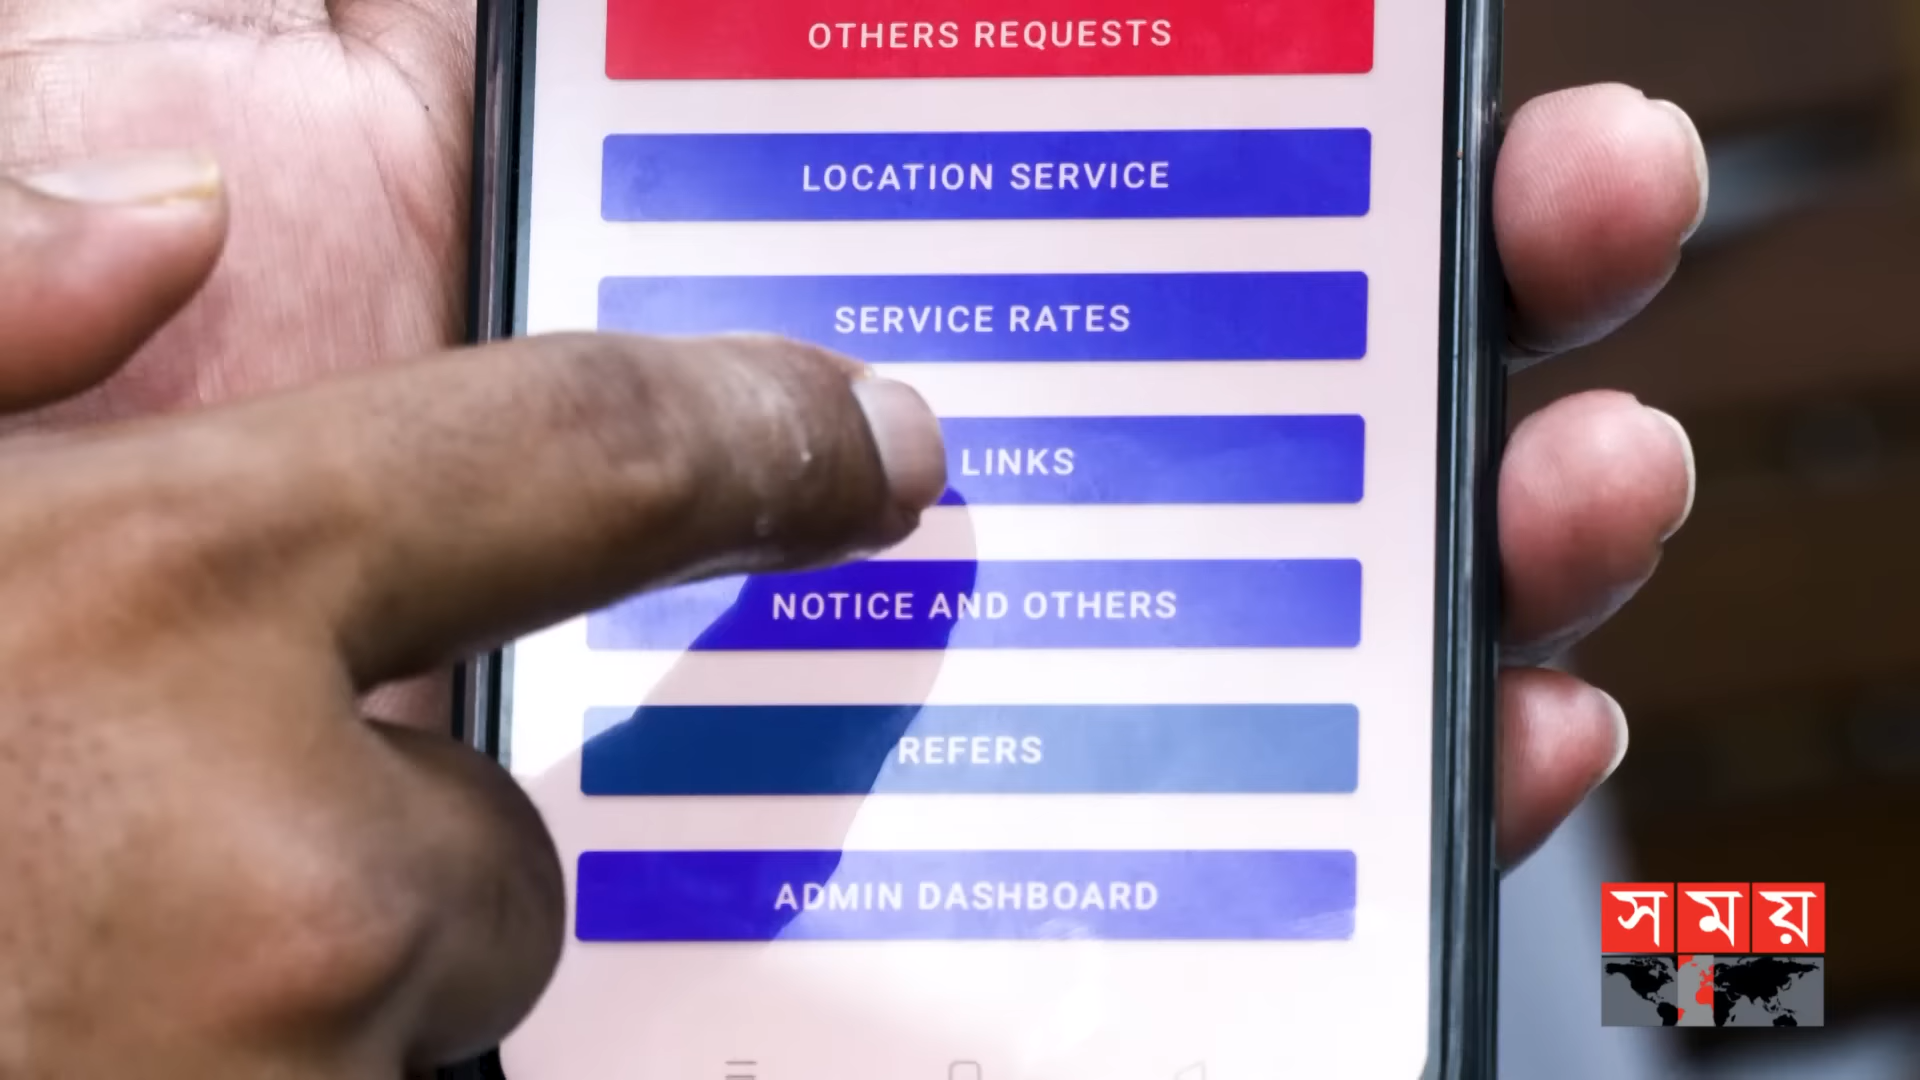 OTHERS REQUESTS
LOCATION SERVICE
SERVICE RATES
LINKS
NOTICE AND OTHERS
REFERS
ADMIN DASHBOARD
সময়